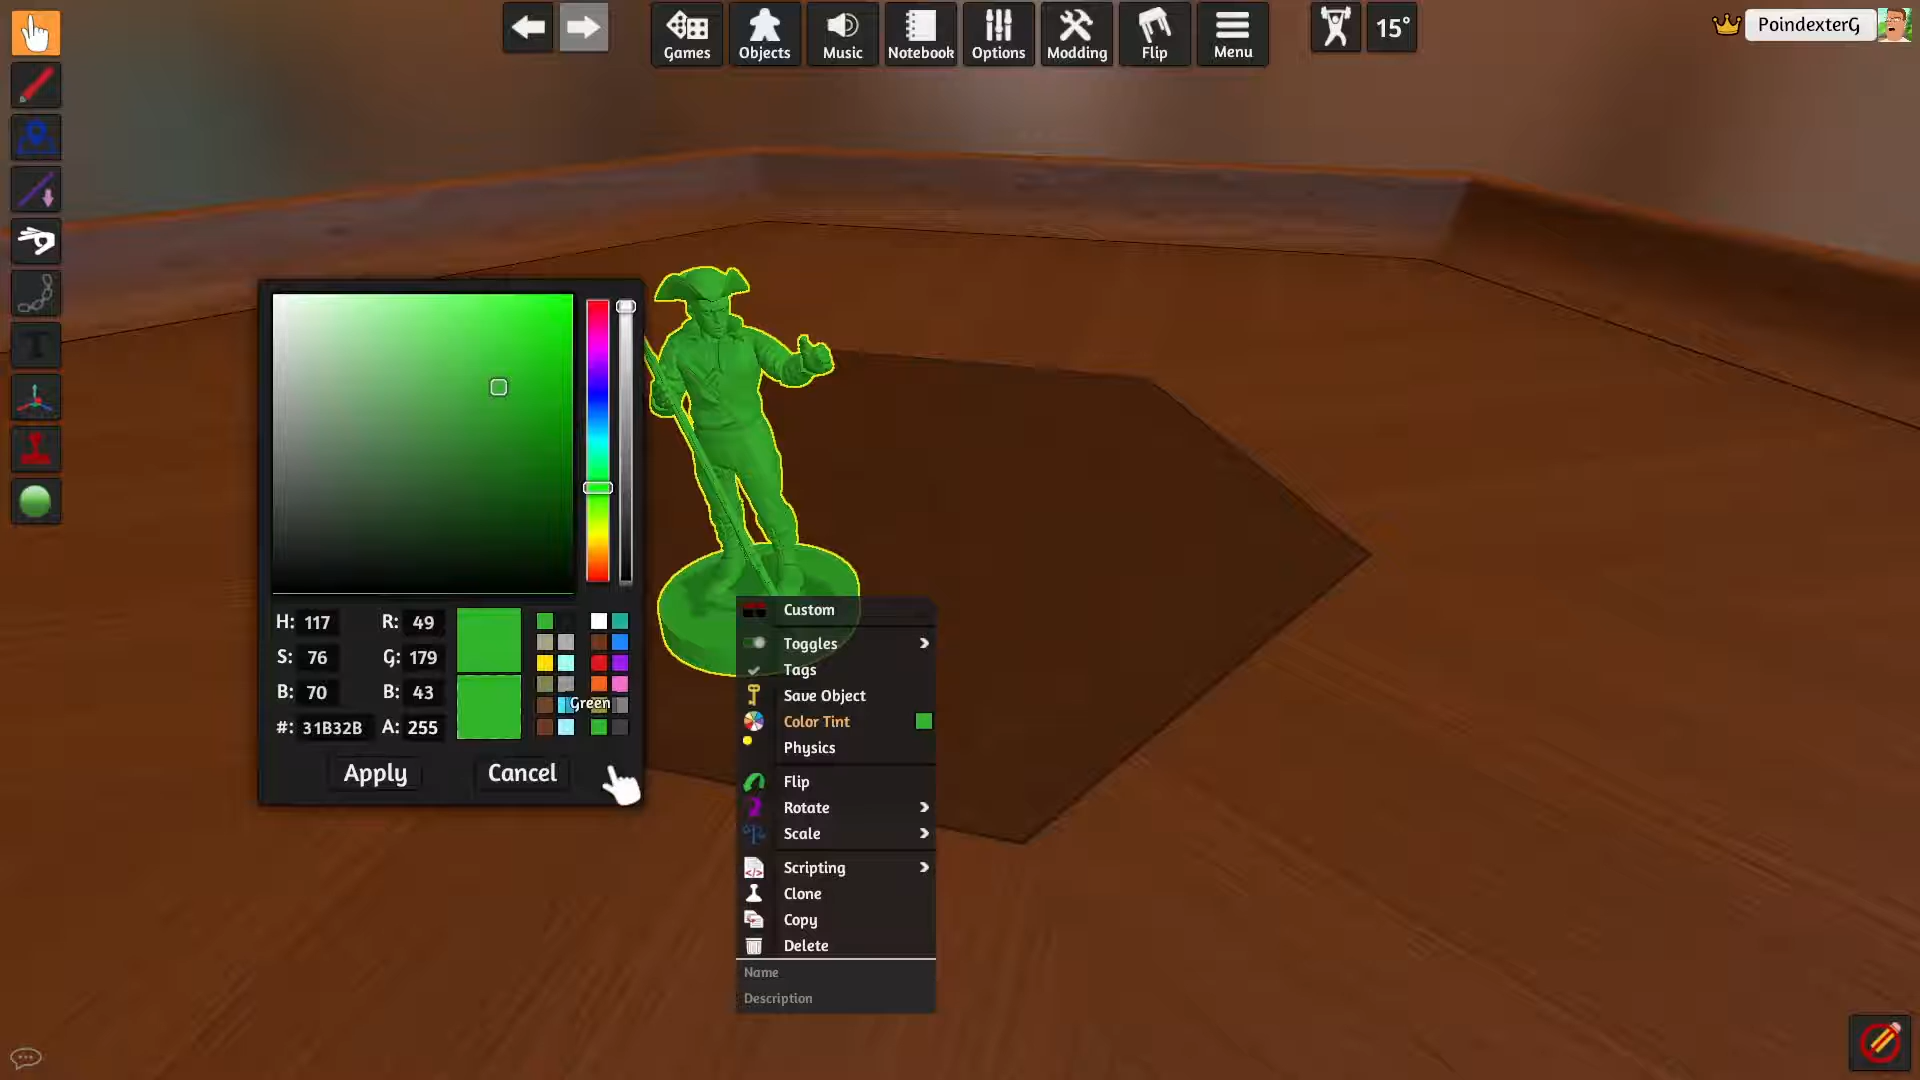 Games
Objects
Music
Notebook
Options
Modding
Flip
Menu
15°
PoindexterG
H: 117
R: 49
S: 76
G: 179
B: 70
B: 43
#: 31B32B
A: 255
Green
Apply
Cancel
Custom
Toggles
Tags
Save Object
Color Tint
Physics
Flip
Rotate
Scale
Scripting
Clone
Copy
Delete
Name
Description